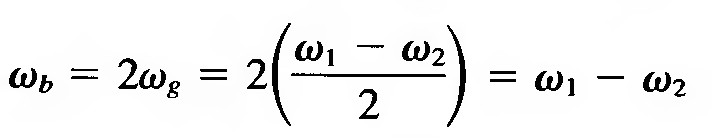 ω_b = 2ω_g = 2((ω_1 − ω_2)/2) = ω_1 − ω_2